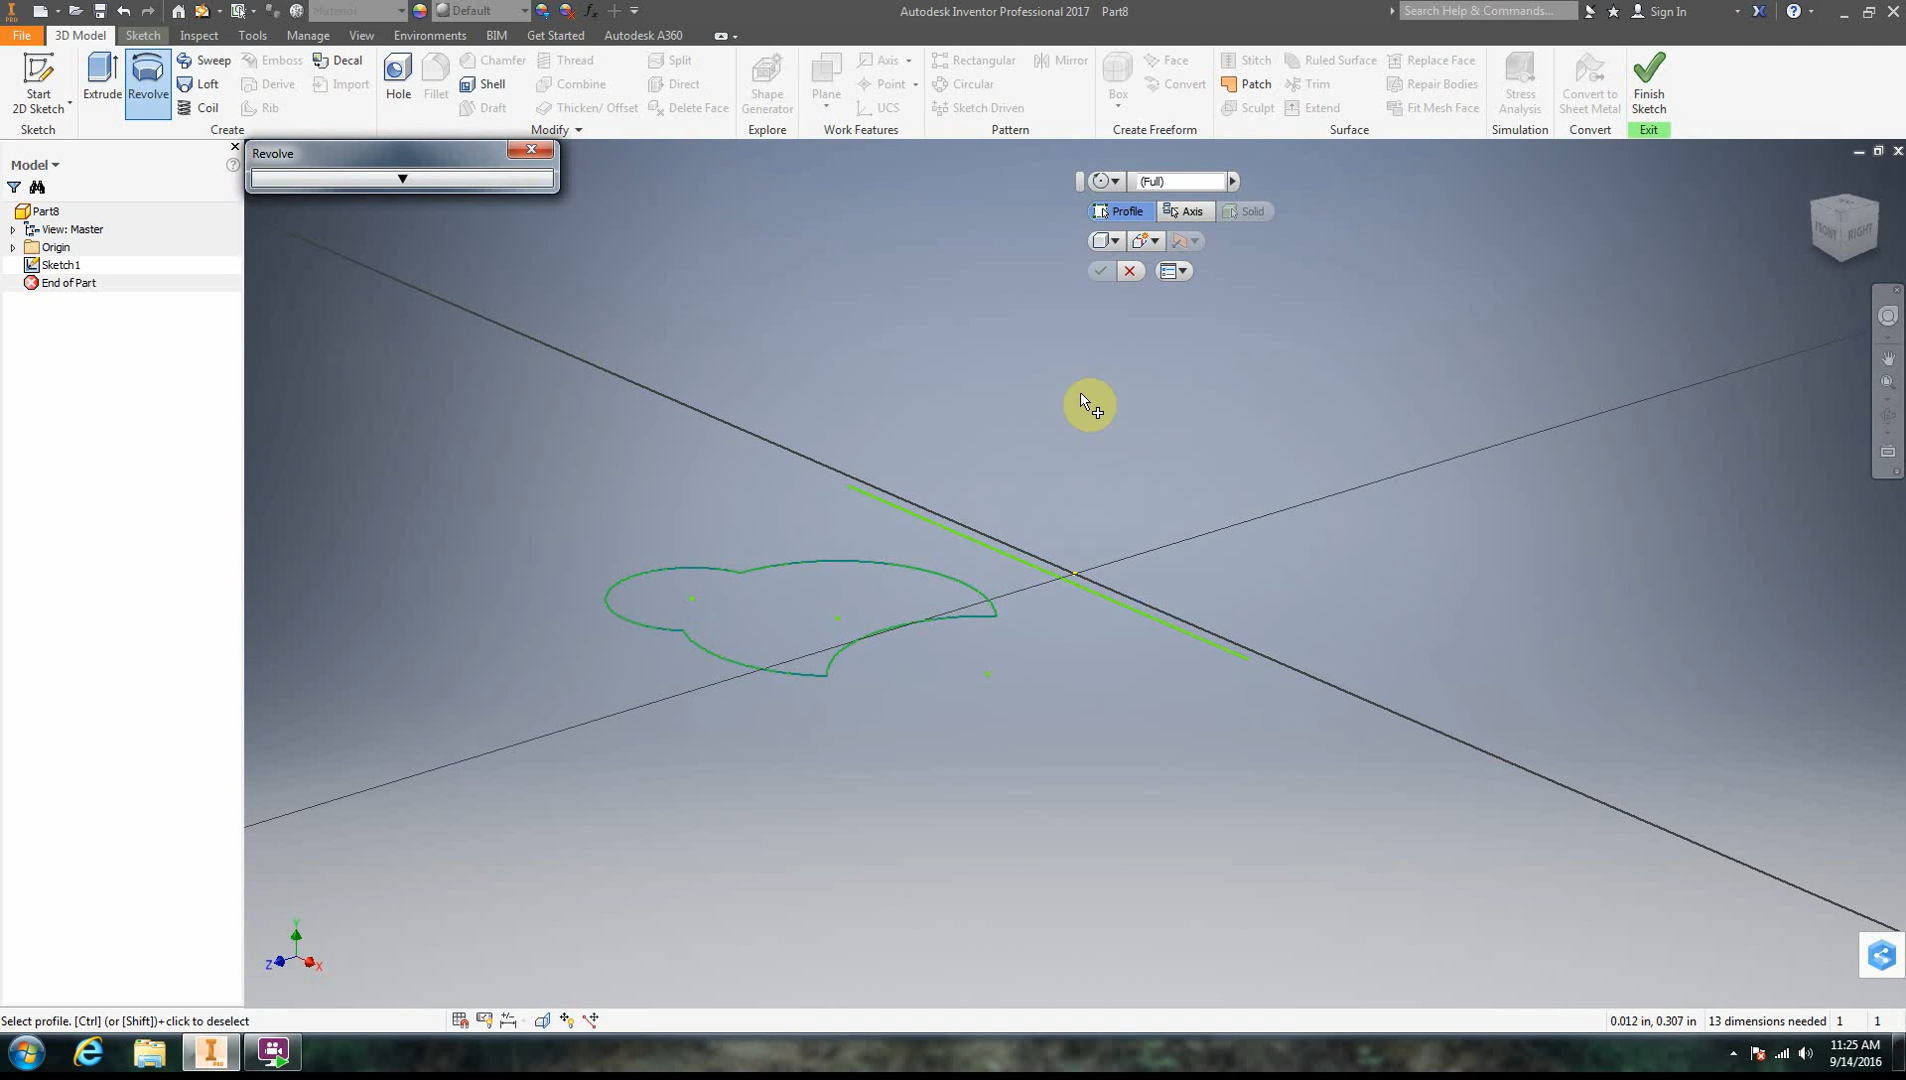 Material
Default
fx
Autodesk Inventor Professional 2017 Part8
Search Help & Commands...
Sign In
PRO
File 3D Model Sketch Inspect Tools Manage View Environments BIM Get Started Autodesk A360
Start
2D Sketch
Extrude
Revolve
Sweep
Loft
Coil
Emboss
Derive
Rib
Decal
Import
Hole
Fillet
Chamfer
Shell
Draft
Thread
Combine
Thicken/ Offset
Split
Direct
Delete Face
Shape
Generator
Plane
Axis
Point
UCS
Rectangular
Circular
Sketch Driven
Mirror
Box
Face
Convert
Stitch
Patch
Sculpt
Ruled Surface
Trim
Extend
Replace Face
Repair Bodies
Fit Mesh Face
Stress
Analysis
Convert to
Sheet Metal
Finish
Sketch
Sketch Create Modify Explore Work Features Pattern Create Freeform Surface Simulation Convert Exit
Revolve
Model
Part8
View: Master
Origin
Sketch1
End of Part
(Full)
Profile Axis Solid
FRONT RIGHT
Y
Z X
Select profile. [Ctrl] (or [Shift])+click to deselect
0.012 in, 0.307 in 13 dimensions needed 1 1
PRO
11:25 AM
9/14/2016